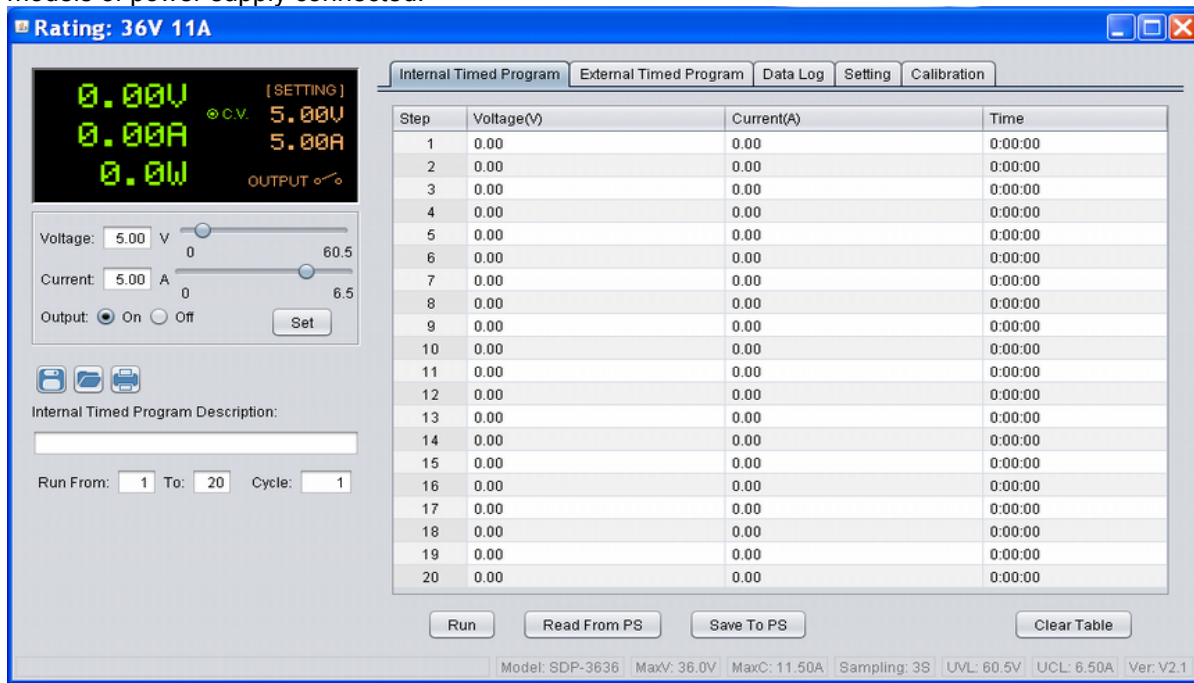 models of power supply connected.
Rating: 36V 11A
0.00V
[SETTING]
C.V. 5.00V
0.00A
5.00A
0.0W
OUTPUT
Voltage: 5.00 V
0 60.5
Current: 5.00 A
0 6.5
Output: On Off
Set
Internal Timed Program Description:
Run From: 1 To: 20 Cycle: 1
Internal Timed Program External Timed Program Data Log Setting Calibration
Step Voltage(V) Current(A) Time
1 0.00 0.00 0:00:00
2 0.00 0.00 0:00:00
3 0.00 0.00 0:00:00
4 0.00 0.00 0:00:00
5 0.00 0.00 0:00:00
6 0.00 0.00 0:00:00
7 0.00 0.00 0:00:00
8 0.00 0.00 0:00:00
9 0.00 0.00 0:00:00
10 0.00 0.00 0:00:00
11 0.00 0.00 0:00:00
12 0.00 0.00 0:00:00
13 0.00 0.00 0:00:00
14 0.00 0.00 0:00:00
15 0.00 0.00 0:00:00
16 0.00 0.00 0:00:00
17 0.00 0.00 0:00:00
18 0.00 0.00 0:00:00
19 0.00 0.00 0:00:00
20 0.00 0.00 0:00:00
Run Read From PS Save To PS Clear Table
Model: SDP-3636 MaxV: 36.0V MaxC: 11.50A Sampling: 3S UVL: 60.5V UCL: 6.50A Ver: V2.1